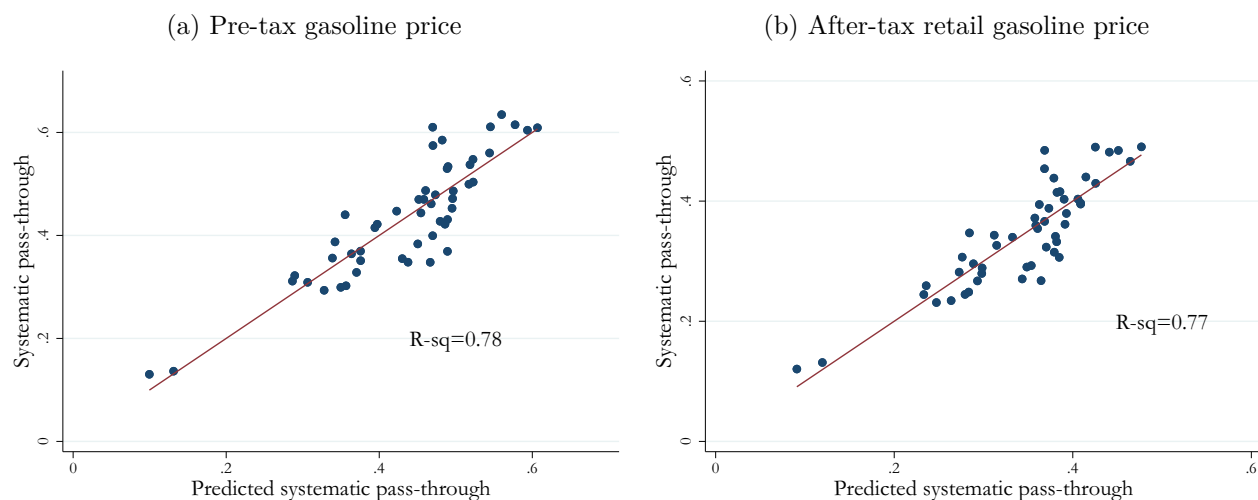 (a) Pre-tax gasoline price
Systematic pass-through
.6
.4
.2
0
R-sq=0.78
0 .2 .4 .6
Predicted systematic pass-through
(b) After-tax retail gasoline price
Systematic pass-through
.6
.4
.2
0
R-sq=0.77
0 .2 .4 .6
Predicted systematic pass-through